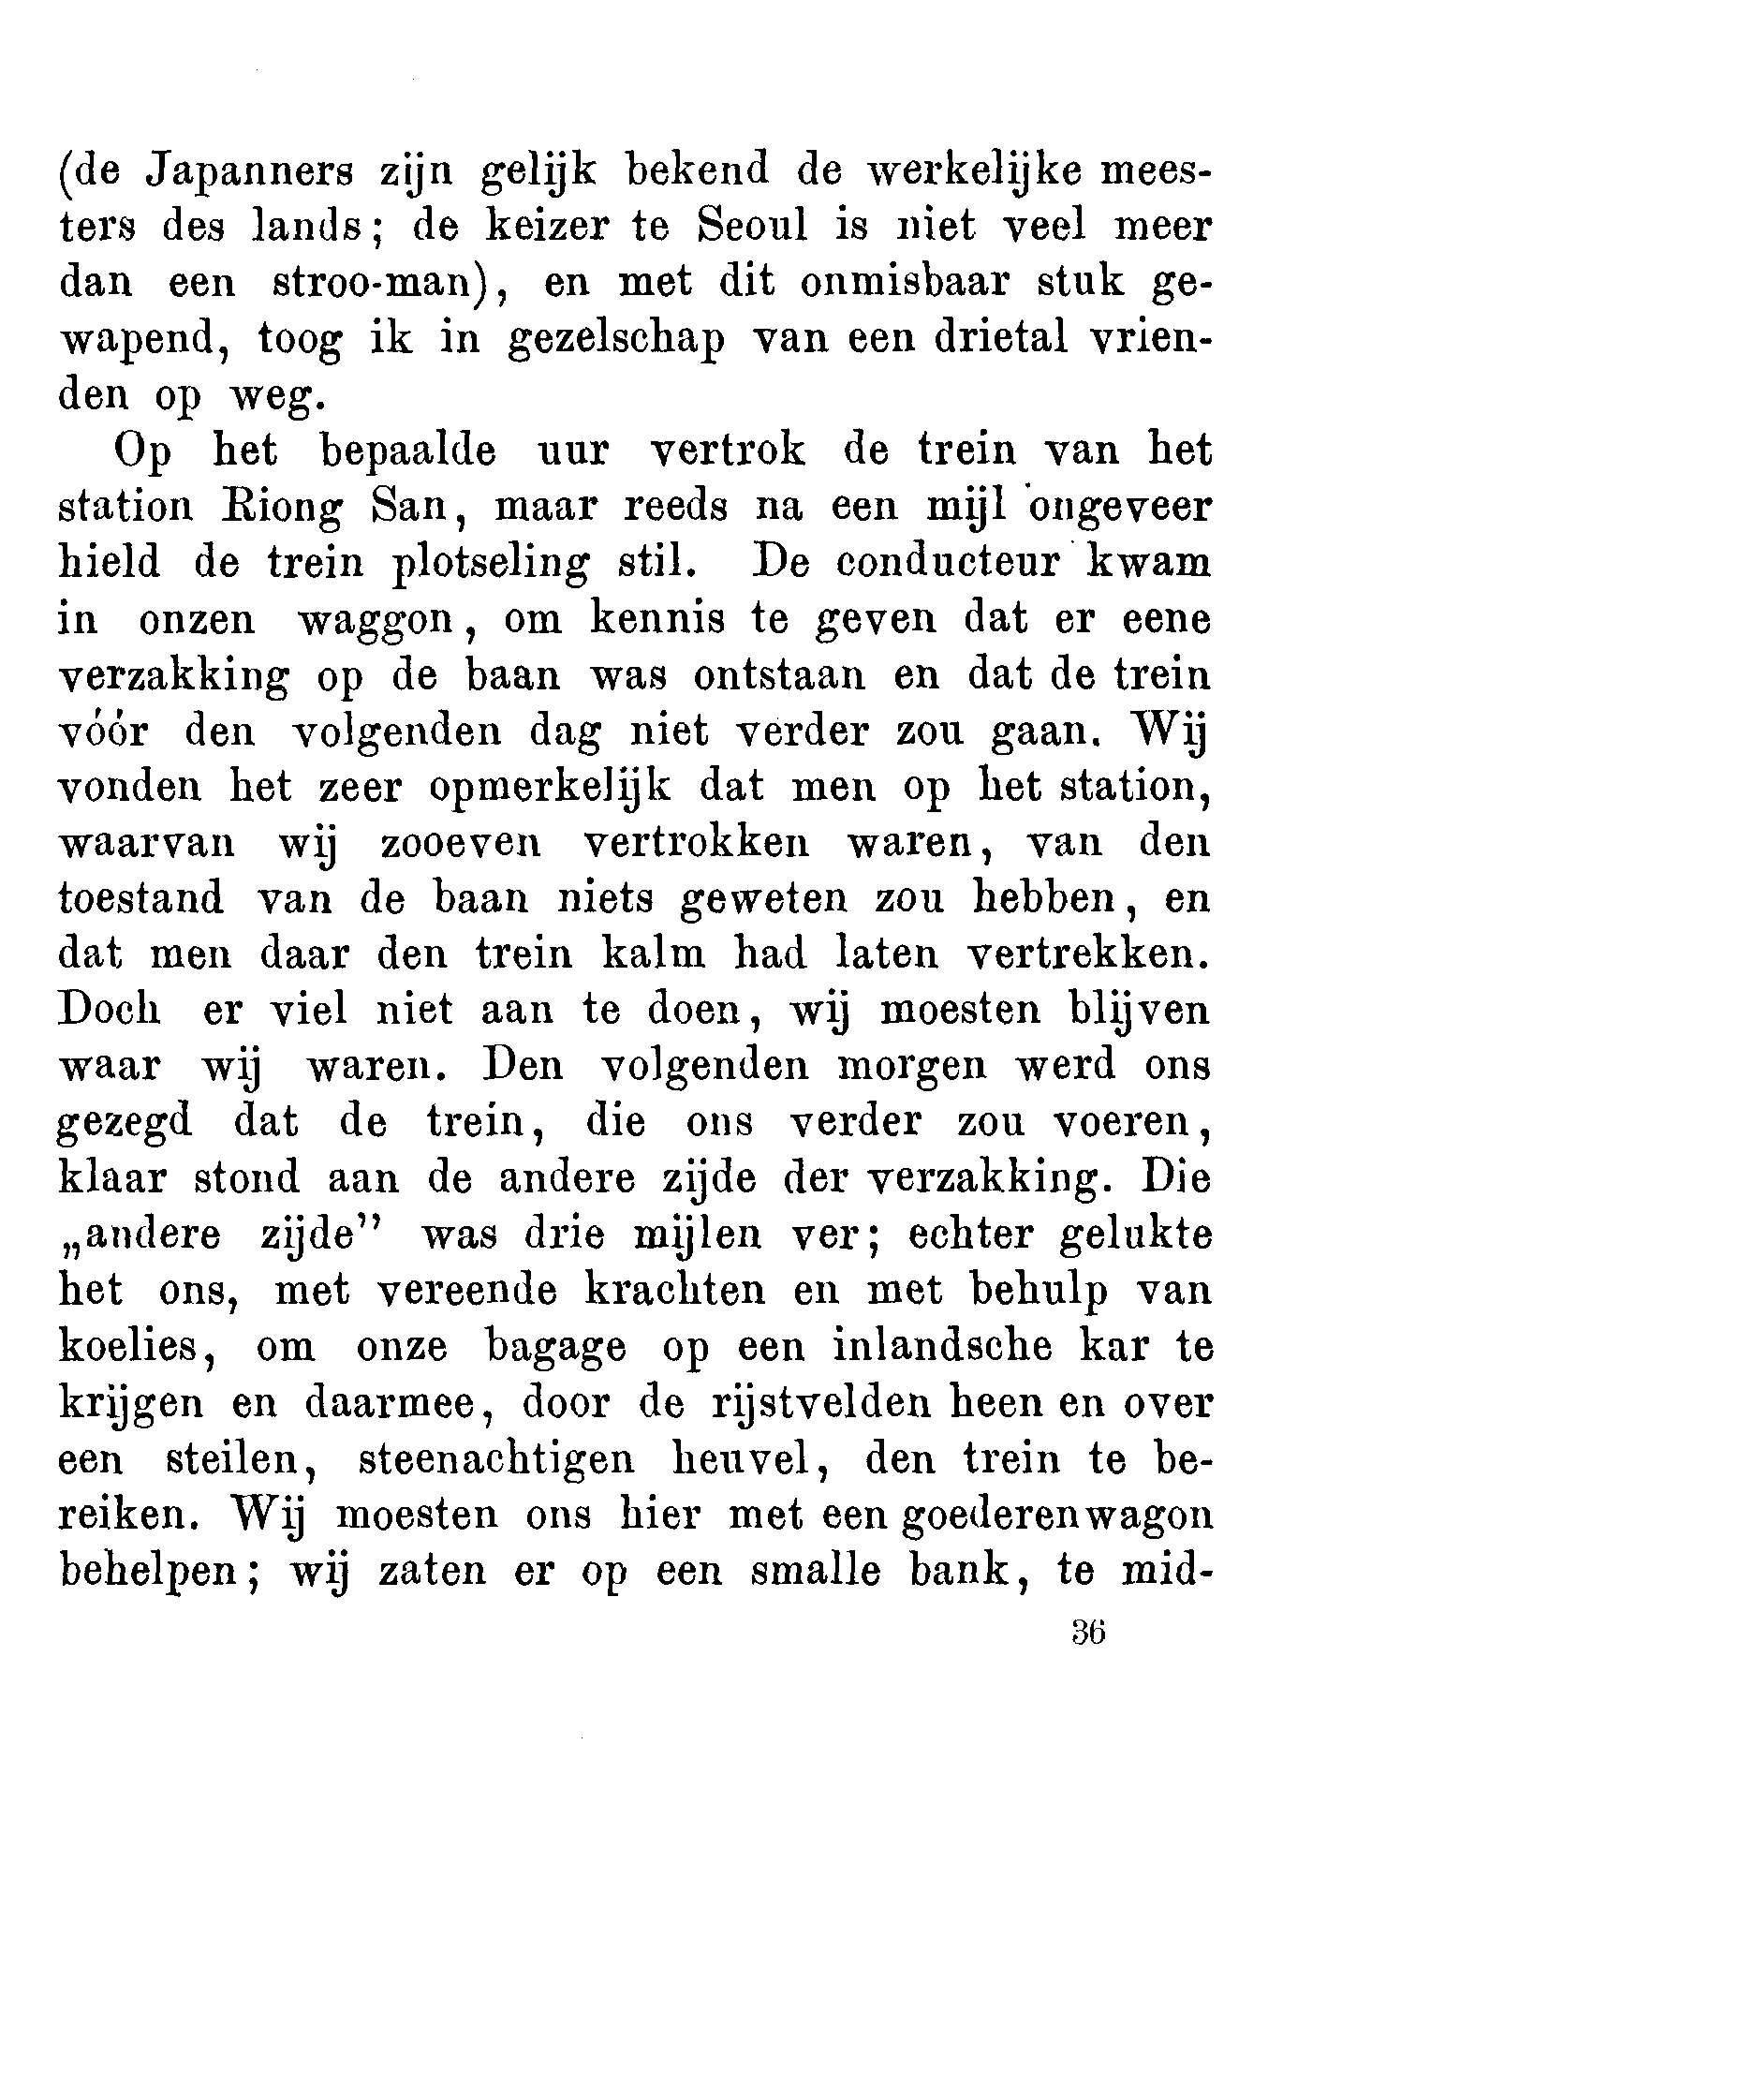 (de Japanners zijn gelijk bekend de werkelijke mees-
ters des lands; de keizer te Seoul is niet veel meer
dan een stroo-man), en met dit onmisbaar stuk ge-
wapend, toog ik in gezelschap van een drietal vrien-
den op weg.
Op het bepaalde uur vertrok de trein van het
station Riong San, maar reeds na een mijl ongeveer
hield de trein plotseling stil. De conducteur kwam
in onzen waggon, om kennis te geven dat er eene
verzakking op de baan was ontstaan en dat de trein
vóór den volgenden dag niet verder zou gaan. Wij
vonden het zeer opmerkelijk dat men op het station,
waarvan wij zooeven vertrokken waren, van den
toestand van de baan niets geweten zou hebben, en
dat men daar den trein kalm had laten vertrekken.
Doch er viel niet aan te doen, wij moesten blijven
waar wij waren. Den volgenden morgen werd ons
gezegd dat de trein, die ons verder zou voeren,
klaar stond aan de andere zijde der verzakking. Die
„andere zijde” was drie mijlen ver; echter gelukte
het ons, met vereende krachten en met behulp van
koelies, om onze bagage op een inlandsche kar te
krijgen en daarmee, door de rijstvelden heen en over
een steilen, steenachtigen heuvel, den trein te be-
reiken. Wij moesten ons hier met een goederenwagon
behelpen; wij zaten er op een smalle bank, te mid-
36